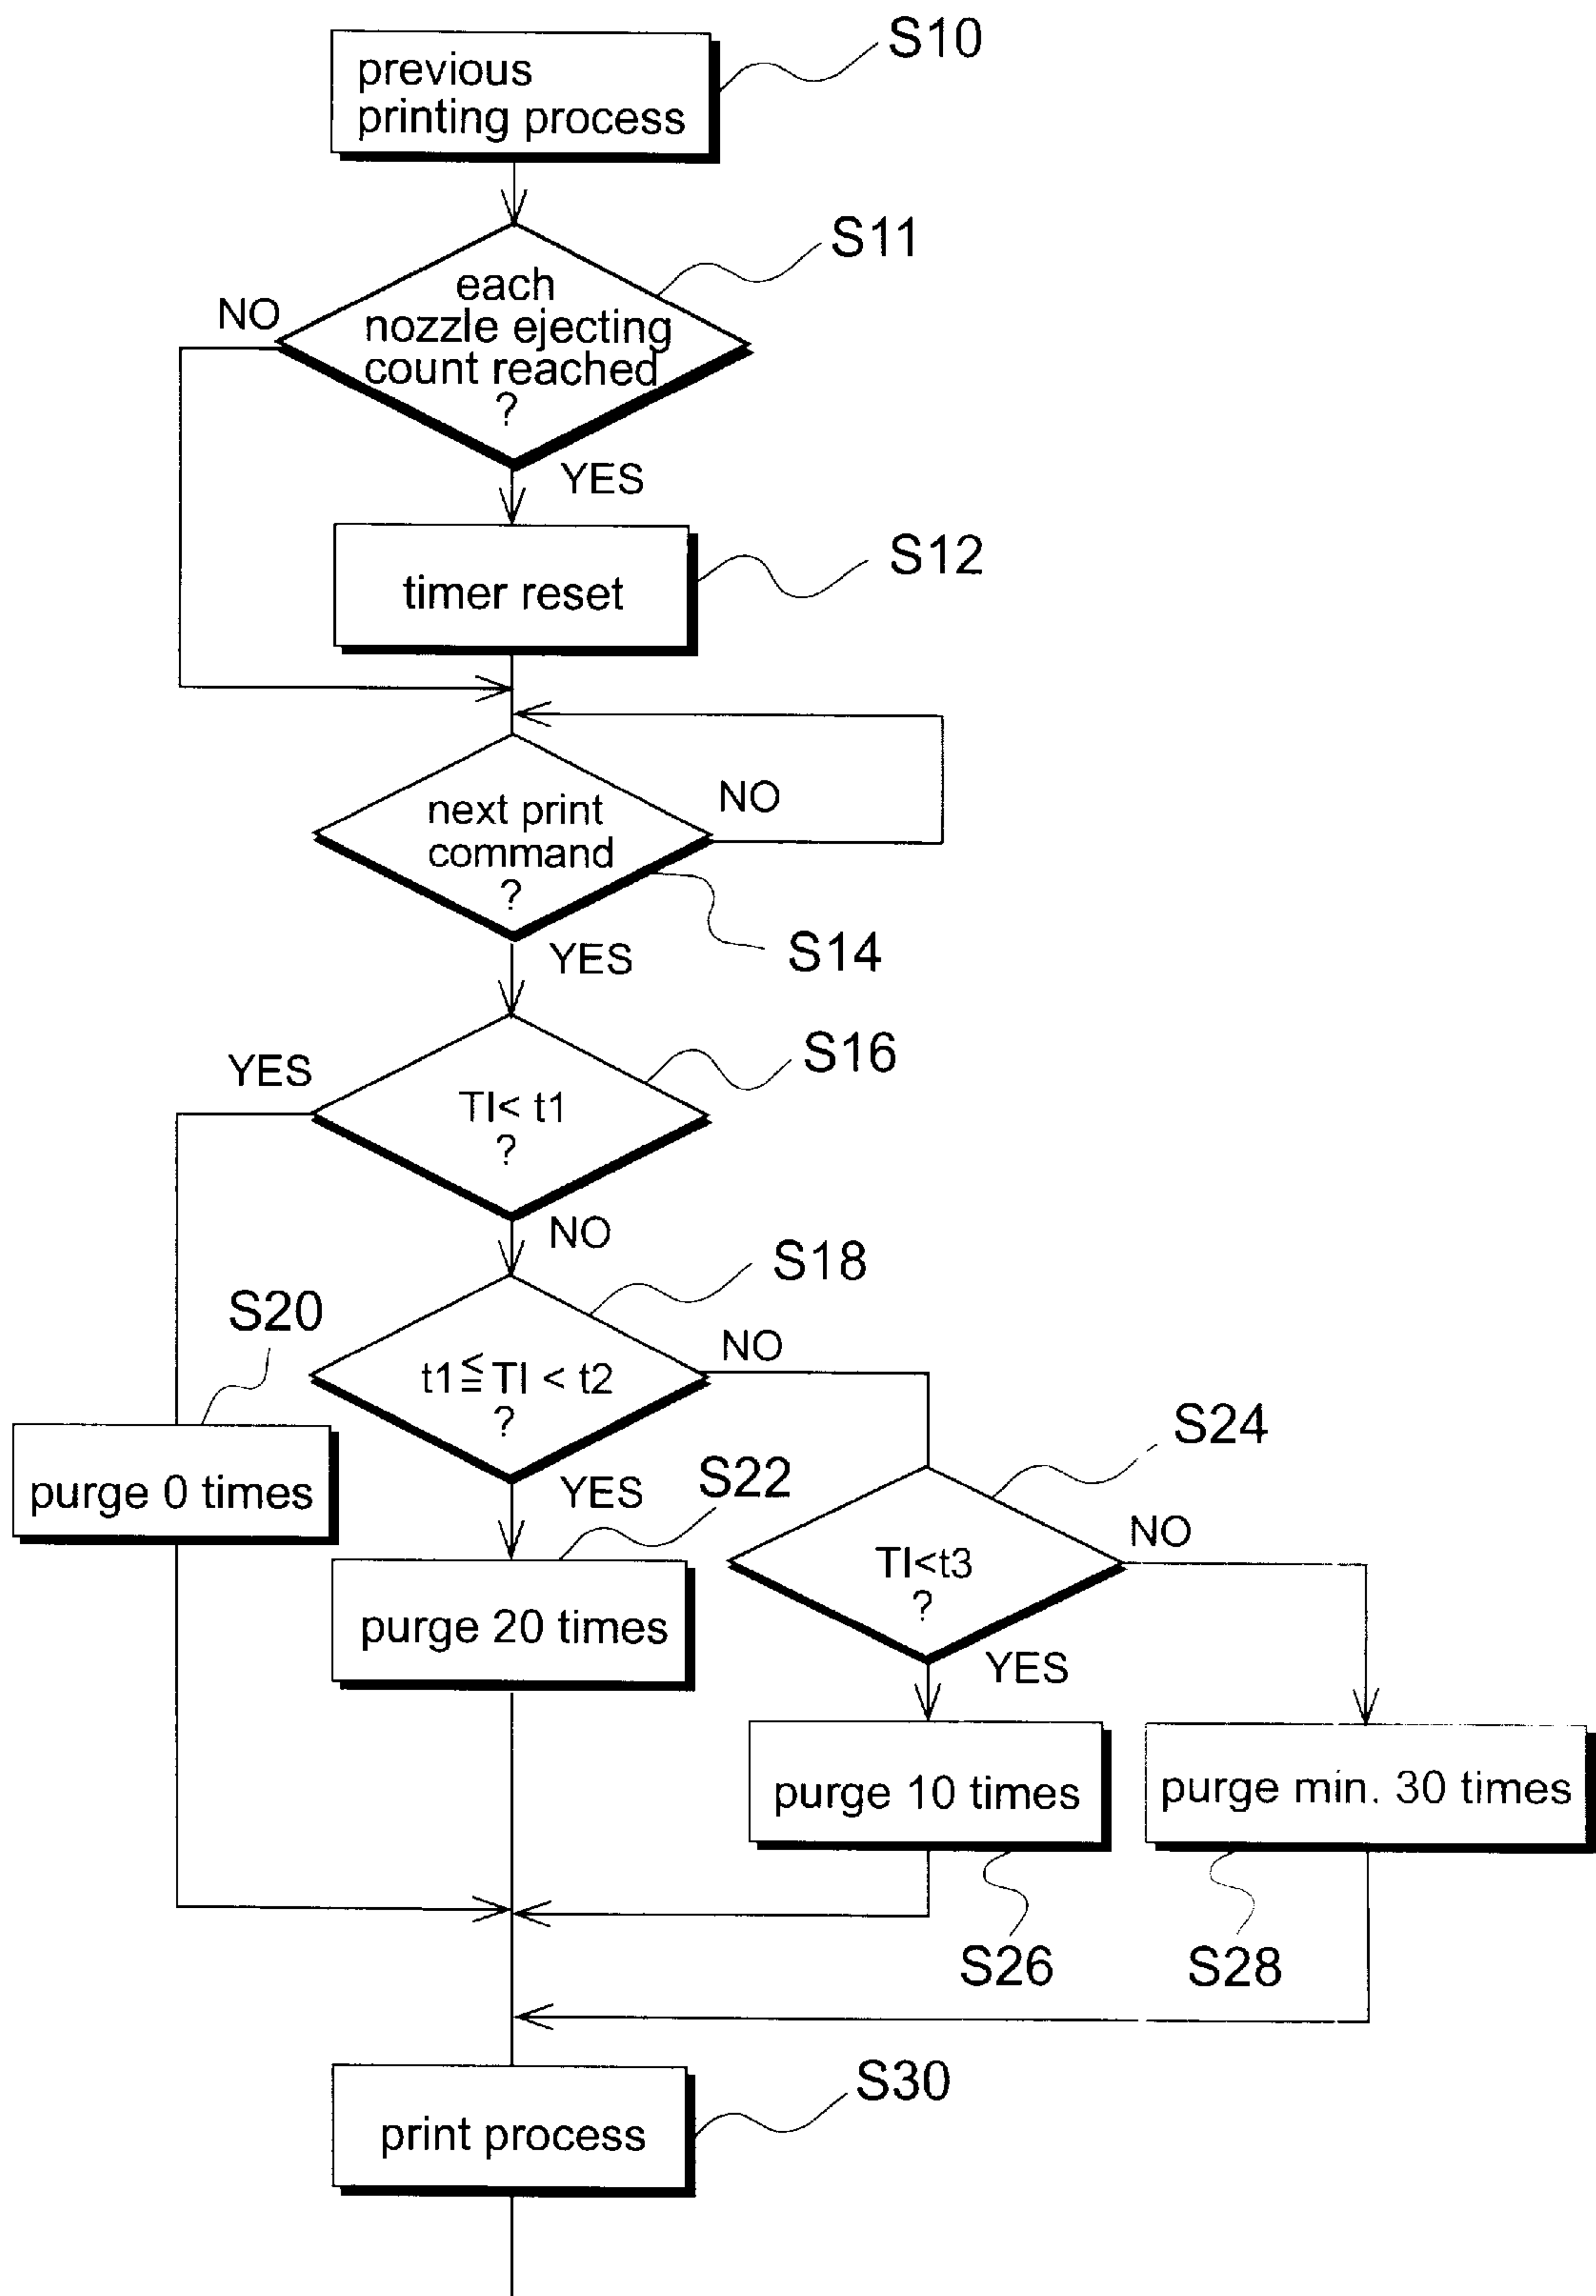 S10
previous
printing process
S11
NO
each
nozzle ejecting
count reached
?
YES
S12
timer reset
next print
command
?
NO
S14
YES
S16
YES
TI< t1
?
NO
S18
S20
t1≦TI < t2
?
NO
S24
purge 0 times
YES
S22
TI<t3
?
NO
purge 20 times
YES
purge 10 times
purge min. 30 times
S26
S28
S30
print process